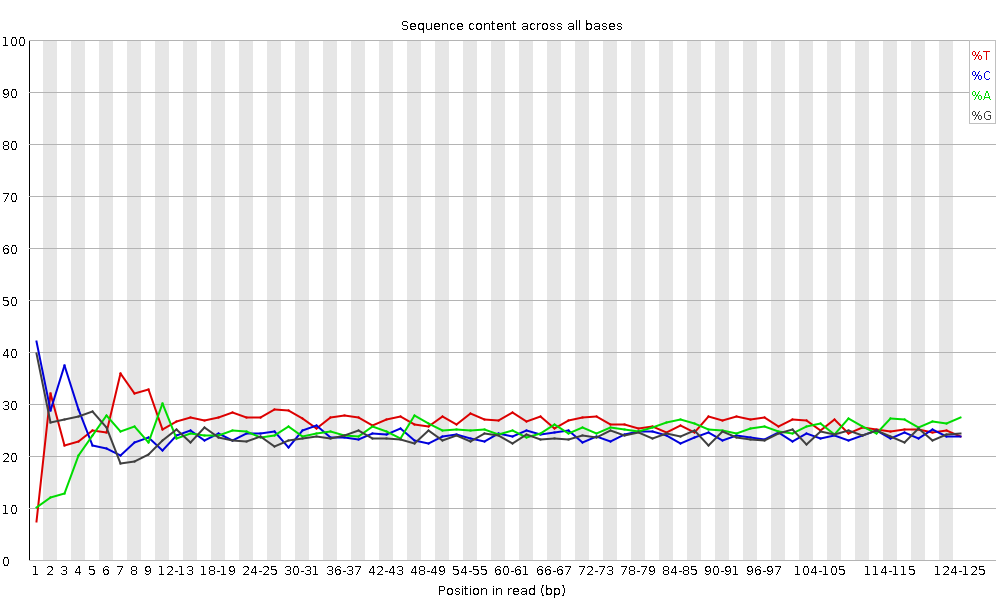 Sequence content across all bases
100
90
80
70
60
50
40
30
20
10
0
%T
%C
%A
%G
1 2 3 4 5 6 7 8 9 12-13 18-19 24-25 30-31 36-37 42-43 48-49 54-55 60-61 66-67 72-73 78-79 84-85 90-91 96-97 104-105 114-115 124-125
Position in read (bp)